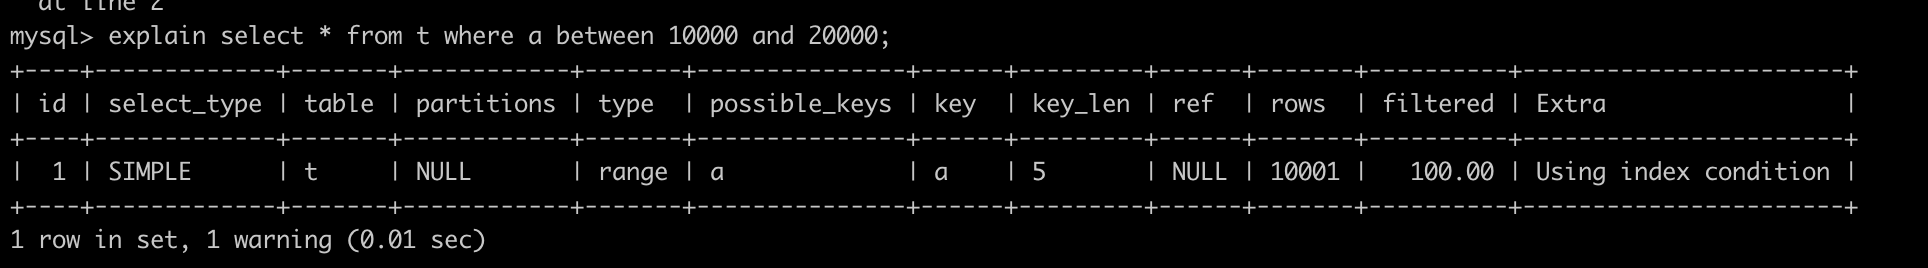 at line 2
mysql> explain select * from t where a between 10000 and 20000;
+----+-------------+-------+------------+-------+---------------+------+---------+------+-------+----------+-----------------------+
| id | select_type | table | partitions | type  | possible_keys | key  | key_len | ref  | rows  | filtered | Extra                 |
+----+-------------+-------+------------+-------+---------------+------+---------+------+-------+----------+-----------------------+
|  1 | SIMPLE      | t     | NULL       | range | a             | a    | 5       | NULL | 10001 |   100.00 | Using index condition |
+----+-------------+-------+------------+-------+---------------+------+---------+------+-------+----------+-----------------------+
1 row in set, 1 warning (0.01 sec)